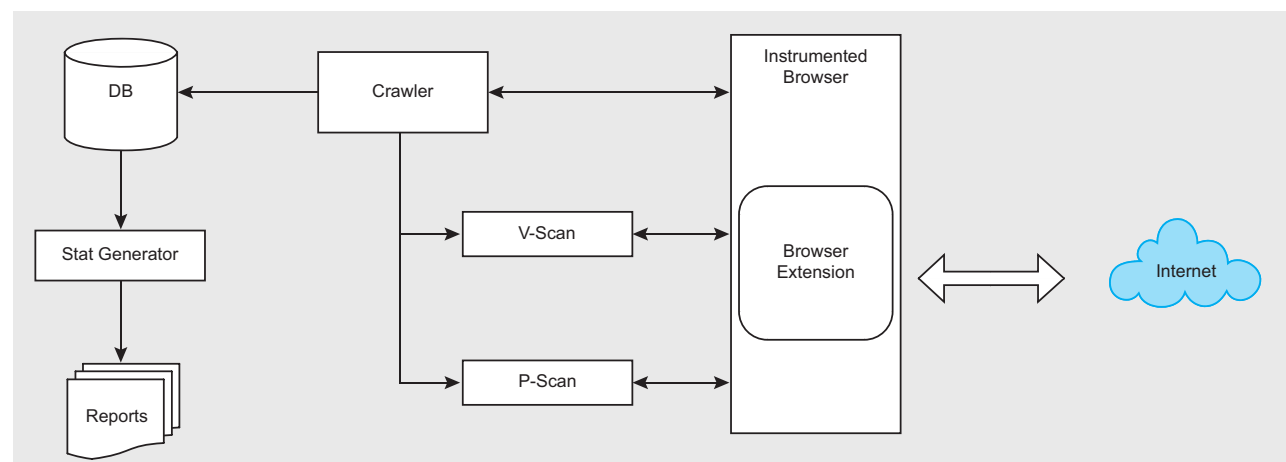 DB
Crawler
Instrumented
Browser
Stat Generator
V-Scan
Browser
Extension
Internet
P-Scan
Reports